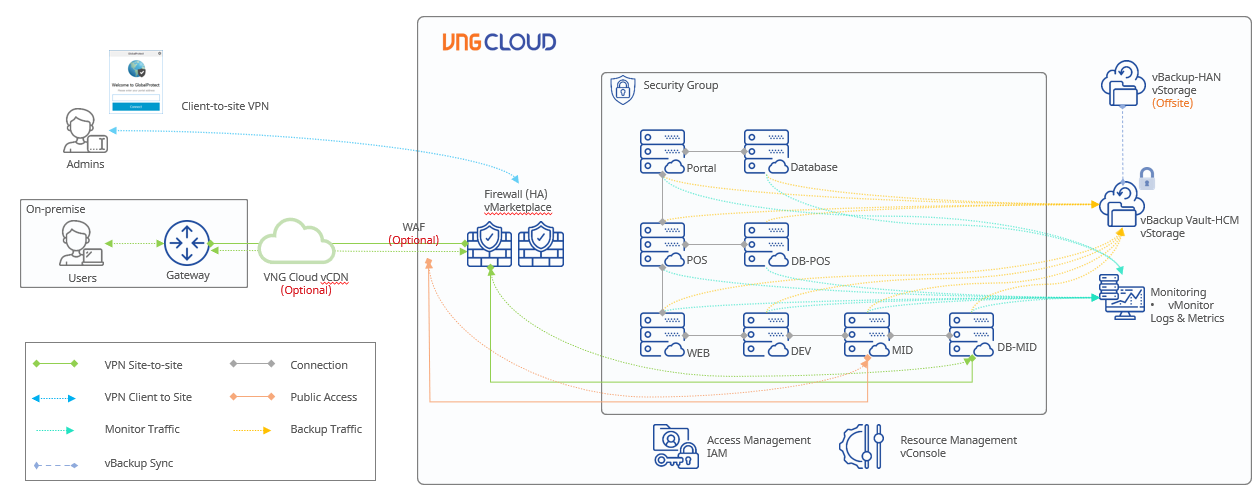 VNG CLOUD
GlobalProtect
Welcome to GlobalProtect
Client-to-site VPN
Admins
Security Group
vBackup-HAN
vStorage
(Offsite)
Portal
Database
Firewall (HA)
vMarketplace
On-premise
Users
Gateway
VNG Cloud vCDN
(Optional)
WAF
(Optional)
vBackup Vault-HCM
vStorage
POS
DB-POS
Monitoring
• vMonitor
Logs & Metrics
WEB
DEV
MID
DB-MID
VPN Site-to-site
Connection
VPN Client to Site
Public Access
Monitor Traffic
Backup Traffic
vBackup Sync
Access Management
IAM
Resource Management
vConsole